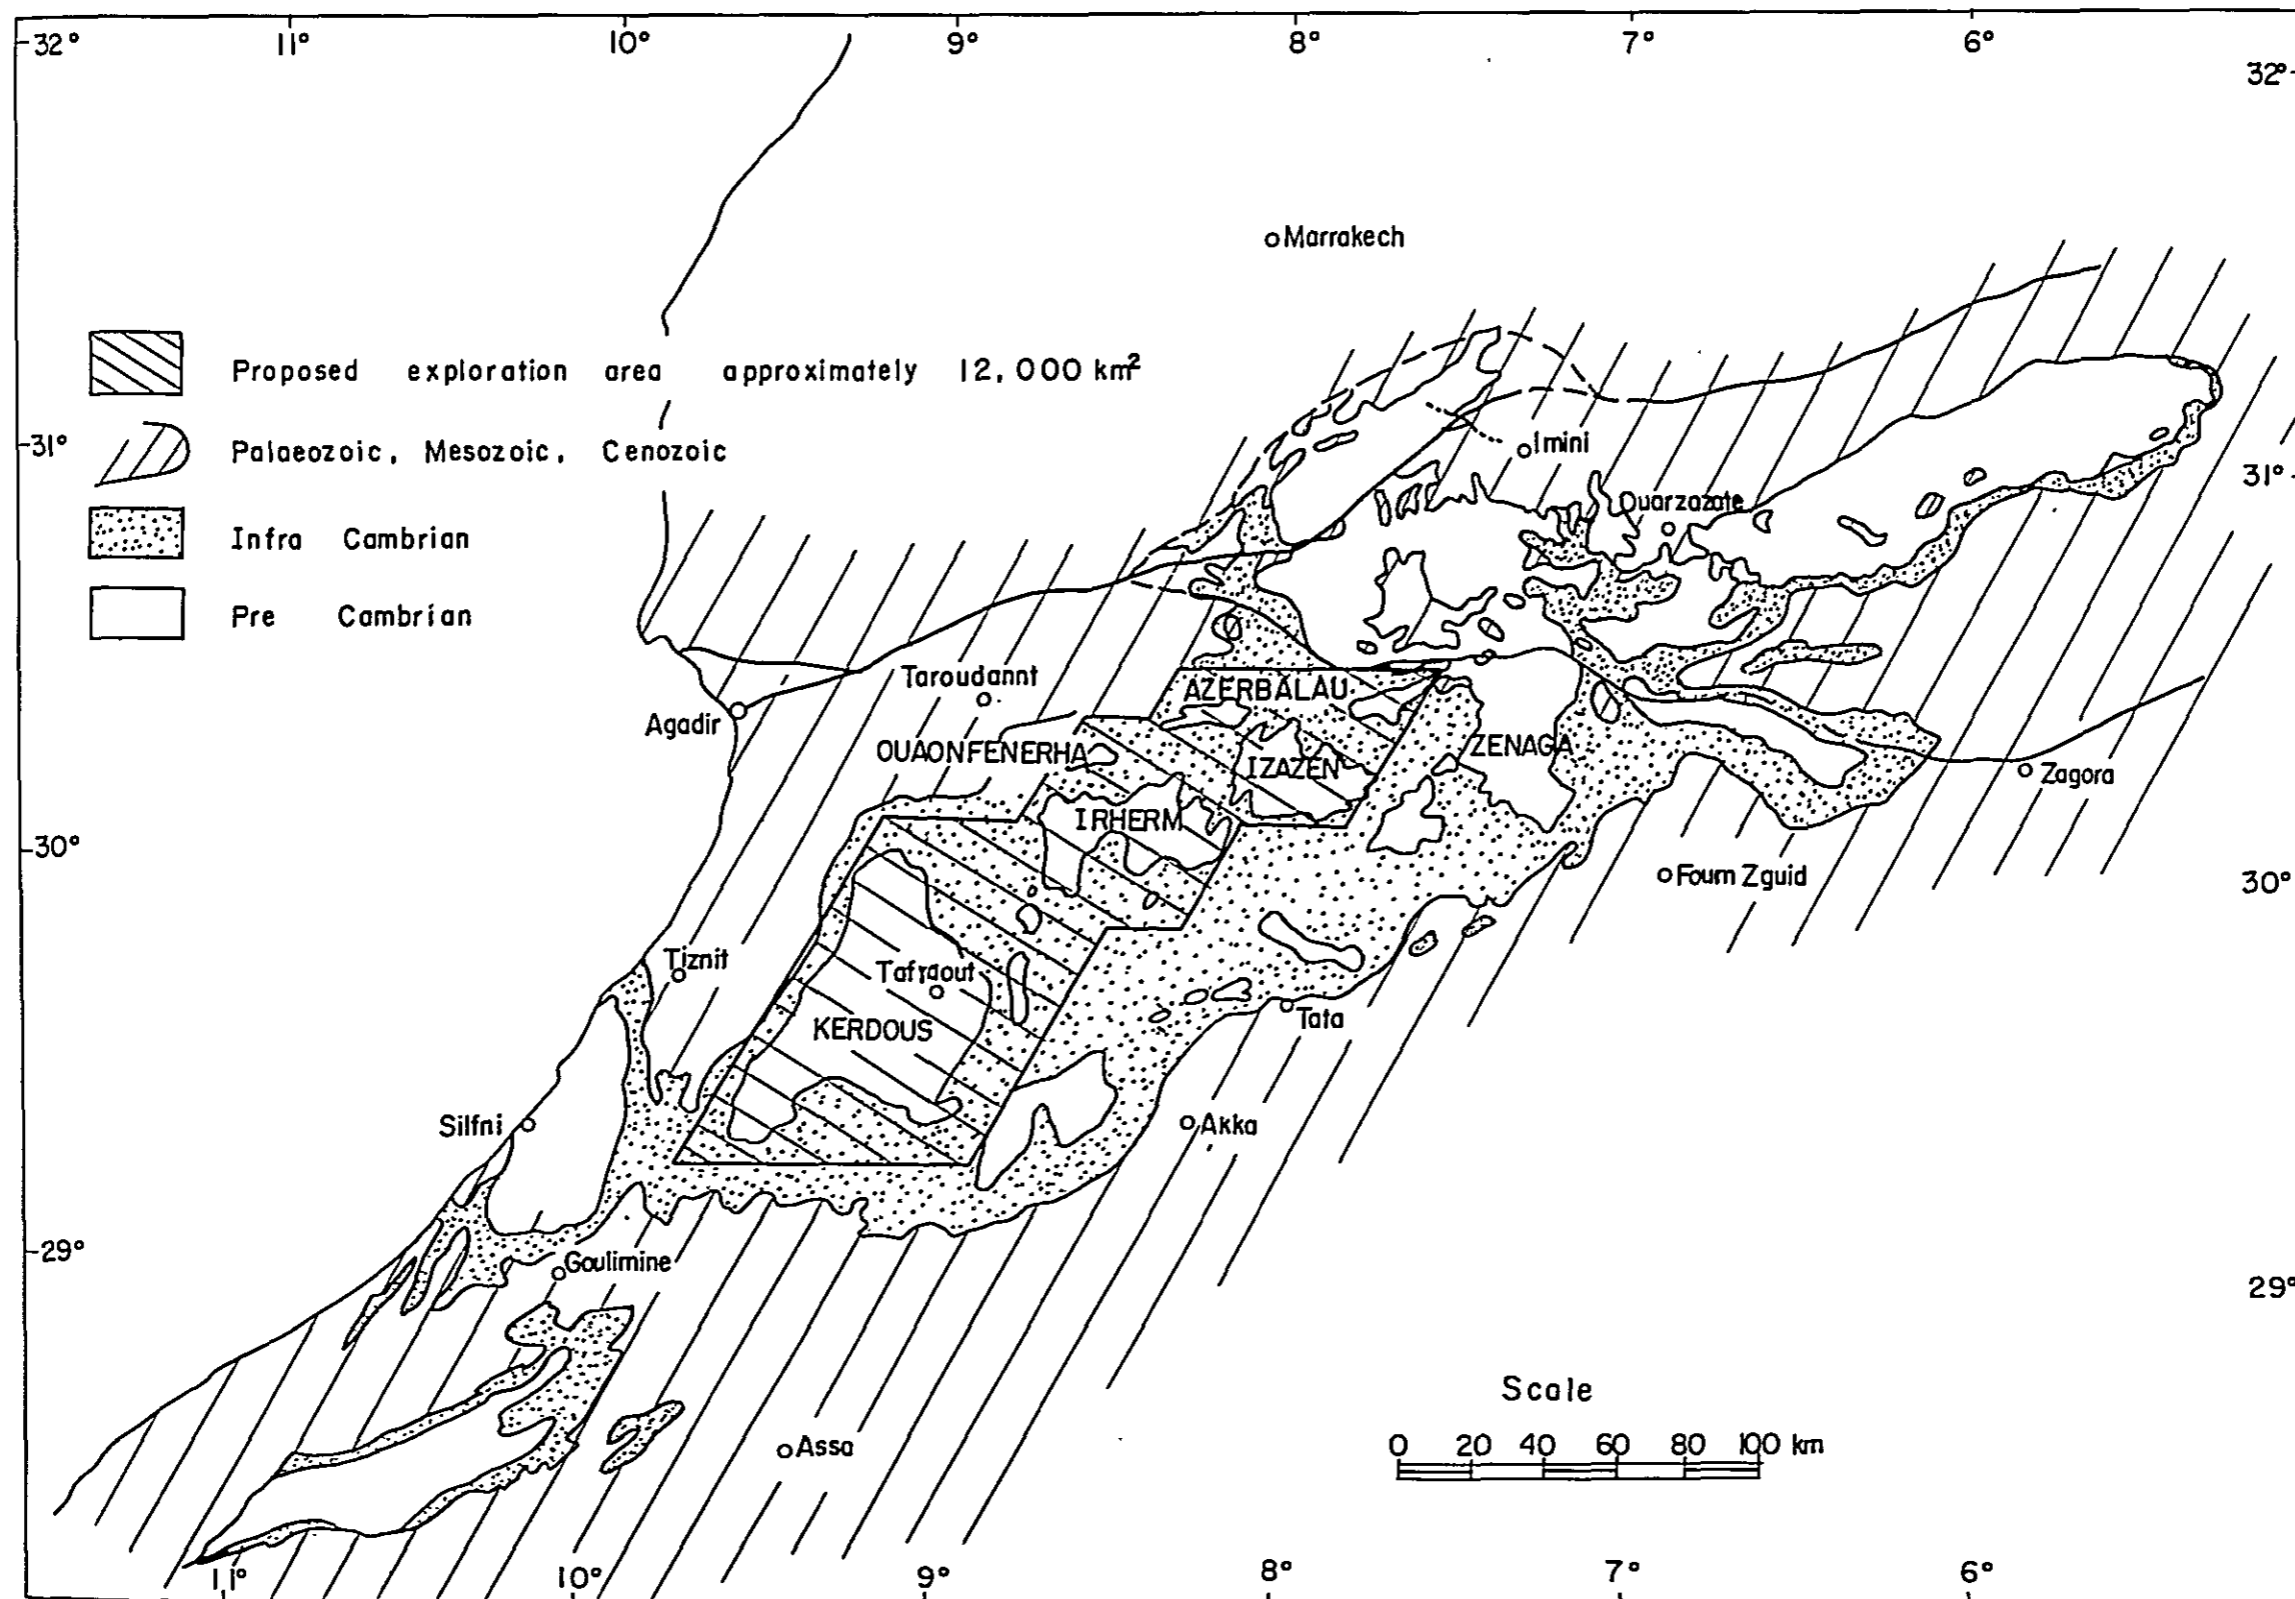 11° 10° 9° 8° 7° 6°
32° 32°
Marrakech
Proposed exploration area approximately 12,000 km²
Palaeozoic, Mesozoic, Cenozoic
Infra Cambrian
Pre Cambrian
31° 31°
Imini
Ouarzazate
Taroudannt
Agadir
AZERBALAU
OUAONFENERHA
IZAZEN
ZENAGA
Zagora
IRHERM
30° 30°
Foum Zguid
Tiznit
Tafraout
KERDOUS
Tata
Silfni
Akka
29° 29°
Goulimine
Assa
Scale
0 20 40 60 80 100 km
11° 10° 9° 8° 7° 6°